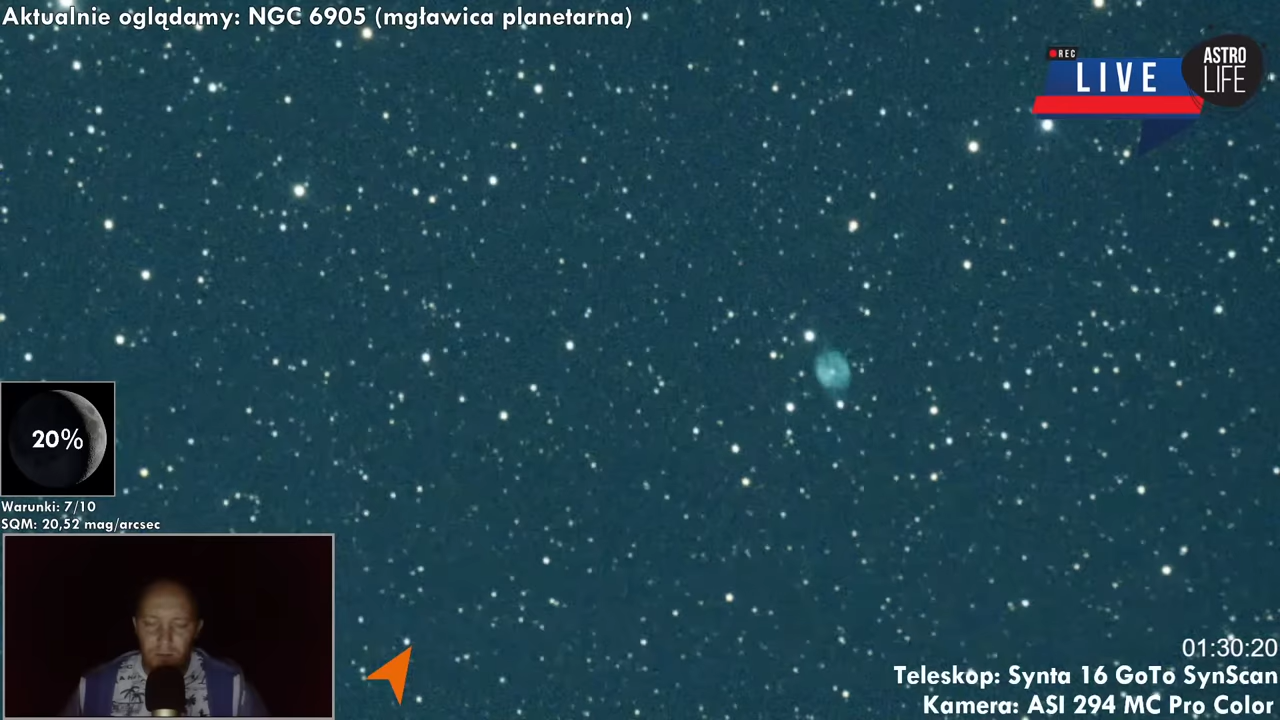 Aktualnie oglądamy: NGC 6905 (mgławica planetarna)
REC
LIVE
ASTRO
LIFE
20%
Warunki: 7/10
SQM: 20,52 mag/arcsec
01:30:20
Teleskop: Synta 16 GoTo SynScan
Kamera: ASI 294 MC Pro Color